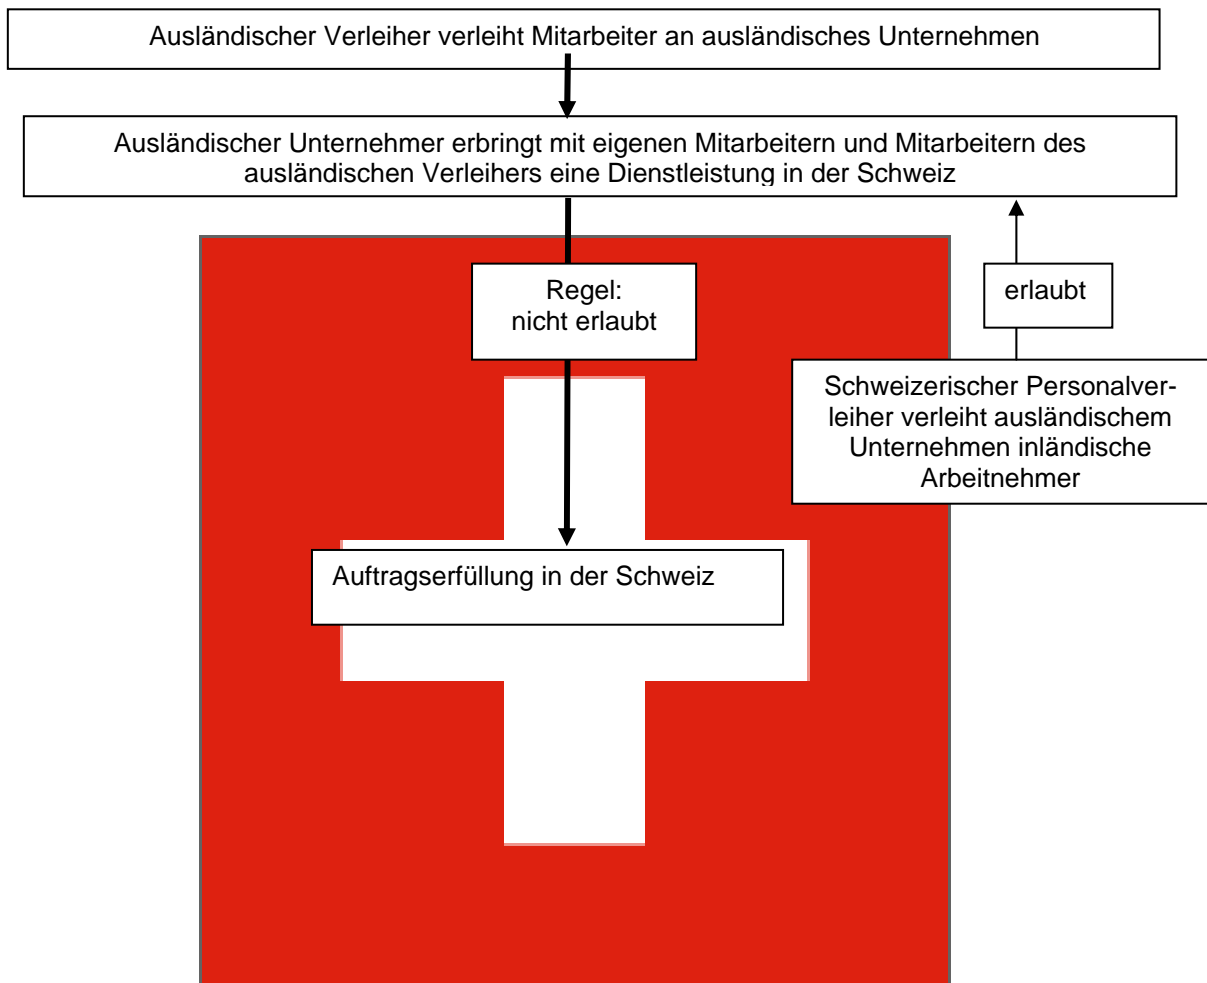 Ausländischer Verleiher verleiht Mitarbeiter an ausländisches Unternehmen
Ausländischer Unternehmer erbringt mit eigenen Mitarbeitern und Mitarbeitern des
ausländischen Verleihers eine Dienstleistung in der Schweiz
Regel:
nicht erlaubt
erlaubt
Schweizerischer Personalver-
leiher verleiht ausländischem
Unternehmen inländische
Arbeitnehmer
Auftragserfüllung in der Schweiz